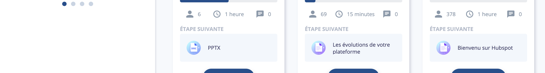 6 1 heure 0
69 15 minutes 0
378 1 heure 0
ÉTAPE SUIVANTE
ÉTAPE SUIVANTE
ÉTAPE SUIVANTE
PPTX
Les évolutions de votre
plateforme
Bienvenu sur Hubspot